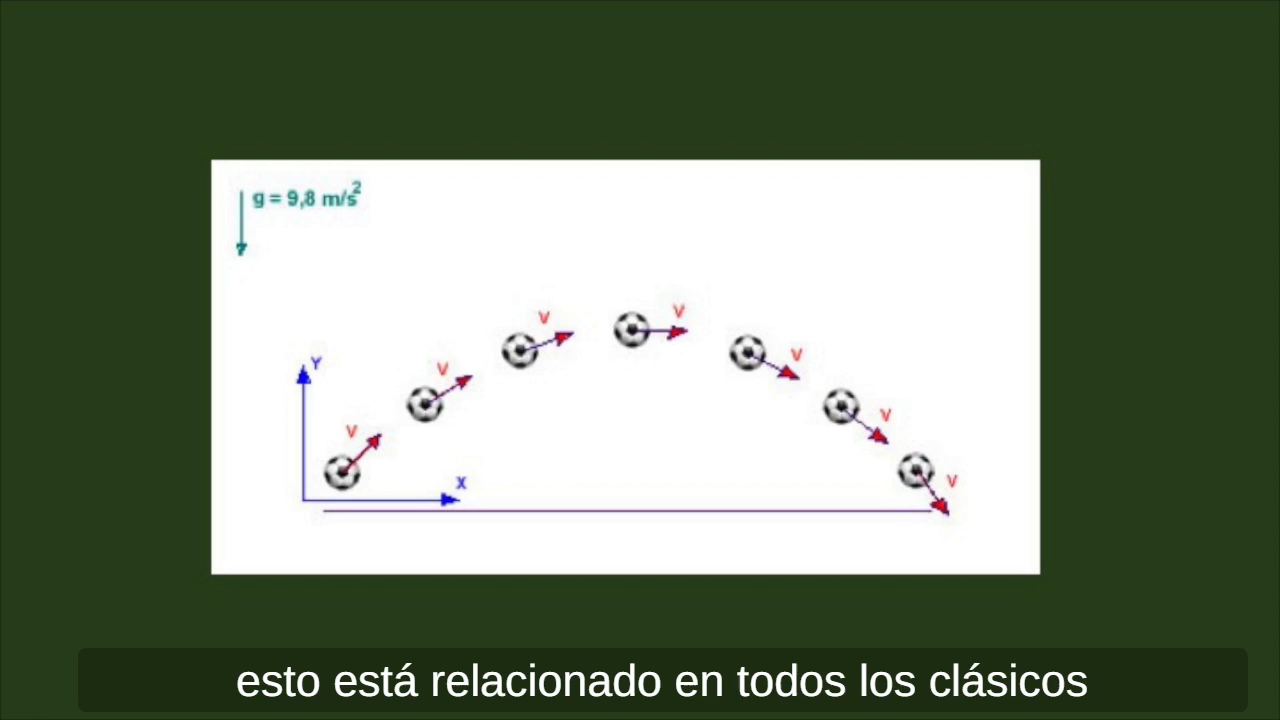 g = 9,8 m/s²
V
V
V
V
V
V
V
Y
X
esto está relacionado en todos los clásicos